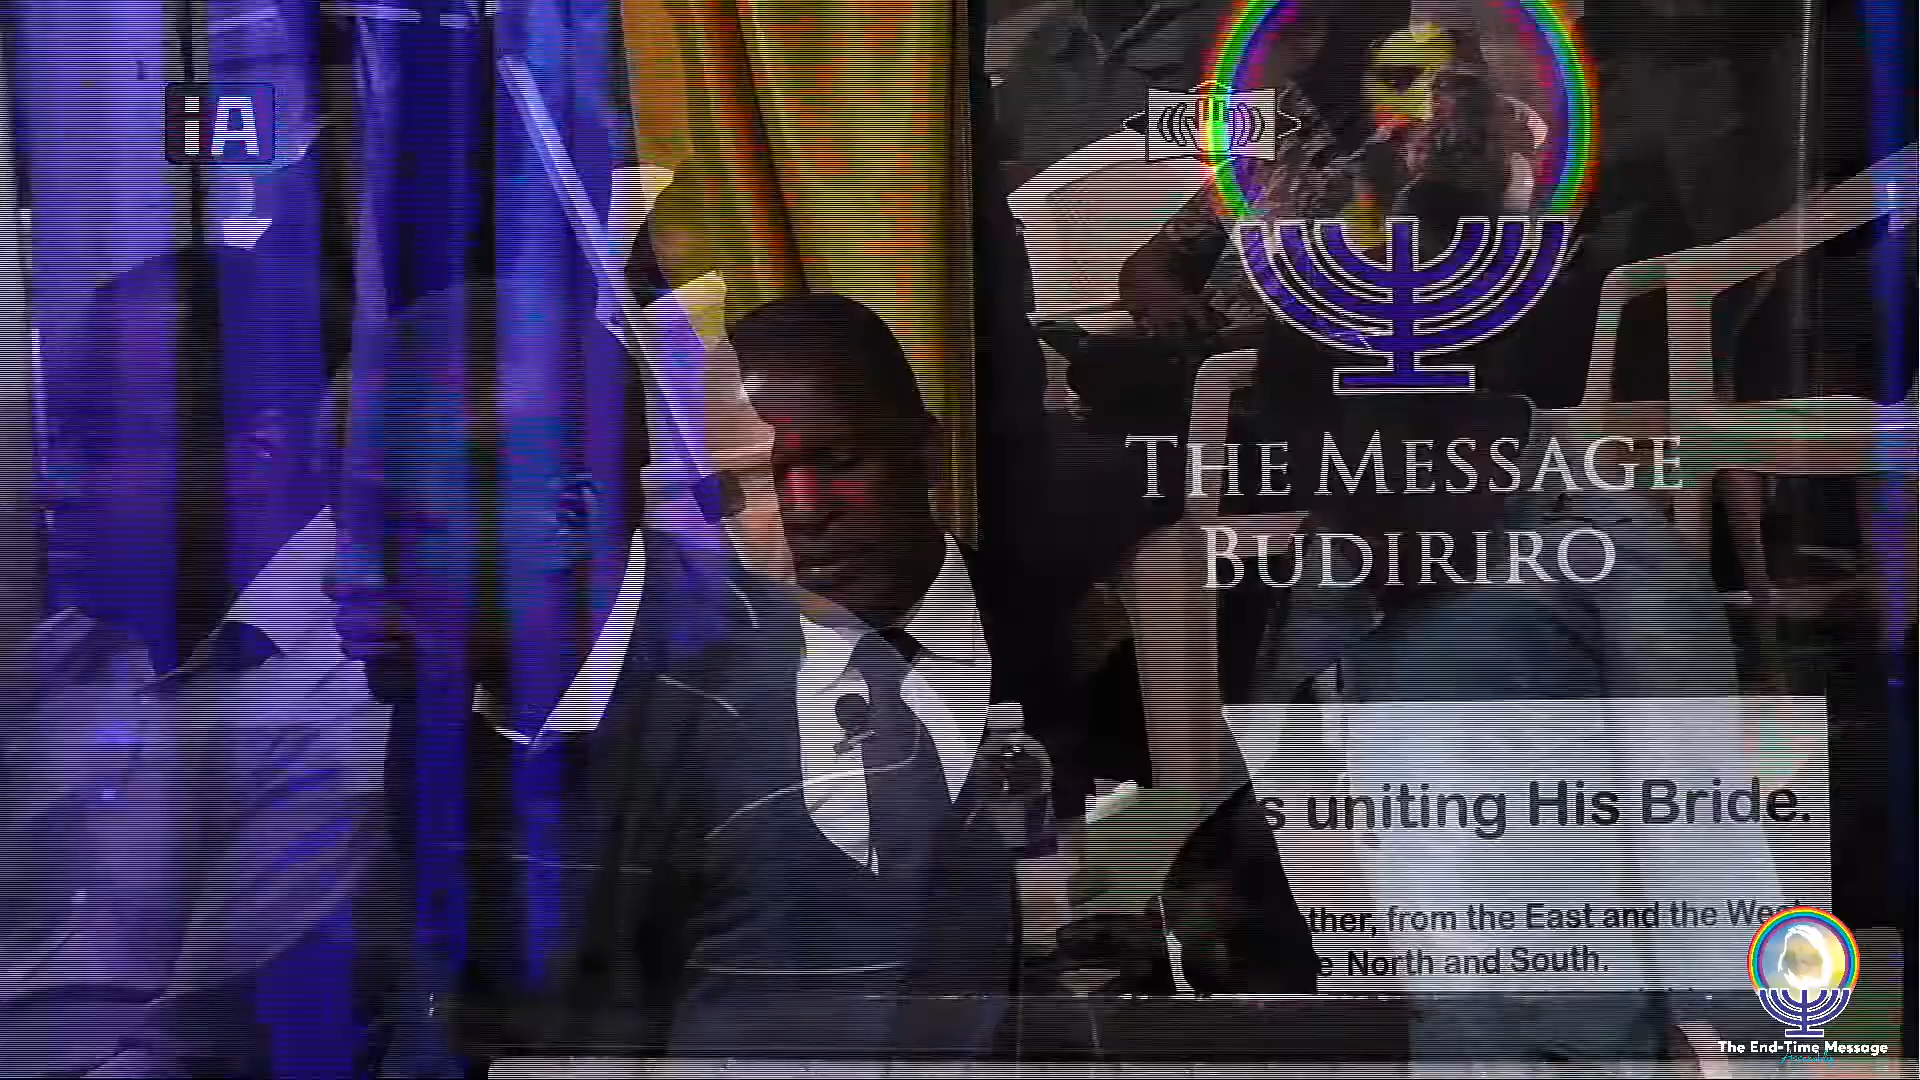 iA
THE MESSAGE
BUDIRIRO
s uniting His Bride.
ther, from the East and the West
e North and South.
The End-Time Message